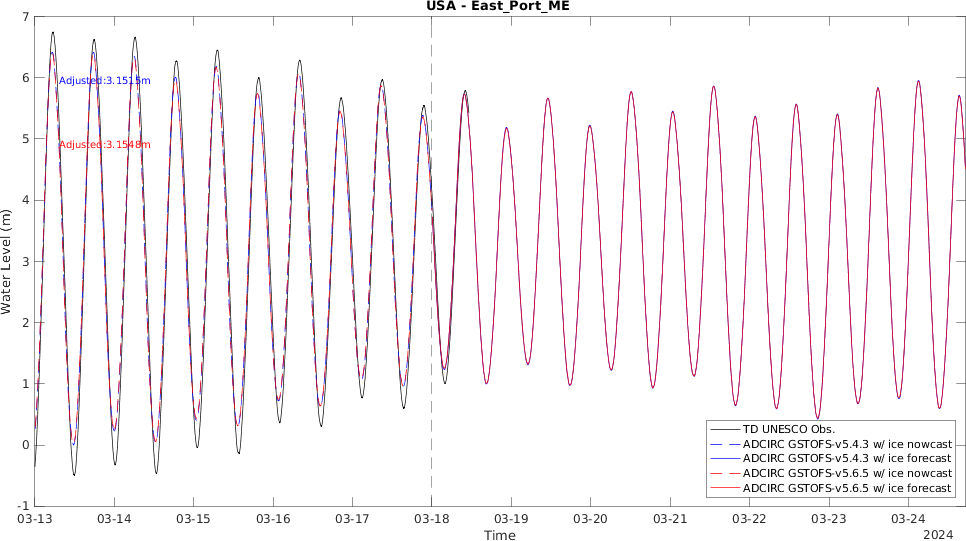 USA - East_Port_ME
7
6
5
4
3
2
1
0
-1
Water Level (m)
Adjusted:3.1515m
Adjusted:3.1548m
TD UNESCO Obs.
ADCIRC GSTOFS-v5.4.3 w/ ice nowcast
ADCIRC GSTOFS-v5.4.3 w/ ice forecast
ADCIRC GSTOFS-v5.6.5 w/ ice nowcast
ADCIRC GSTOFS-v5.6.5 w/ ice forecast
03-13 03-14 03-15 03-16 03-17 03-18 03-19 03-20 03-21 03-22 03-23 03-24
Time
2024